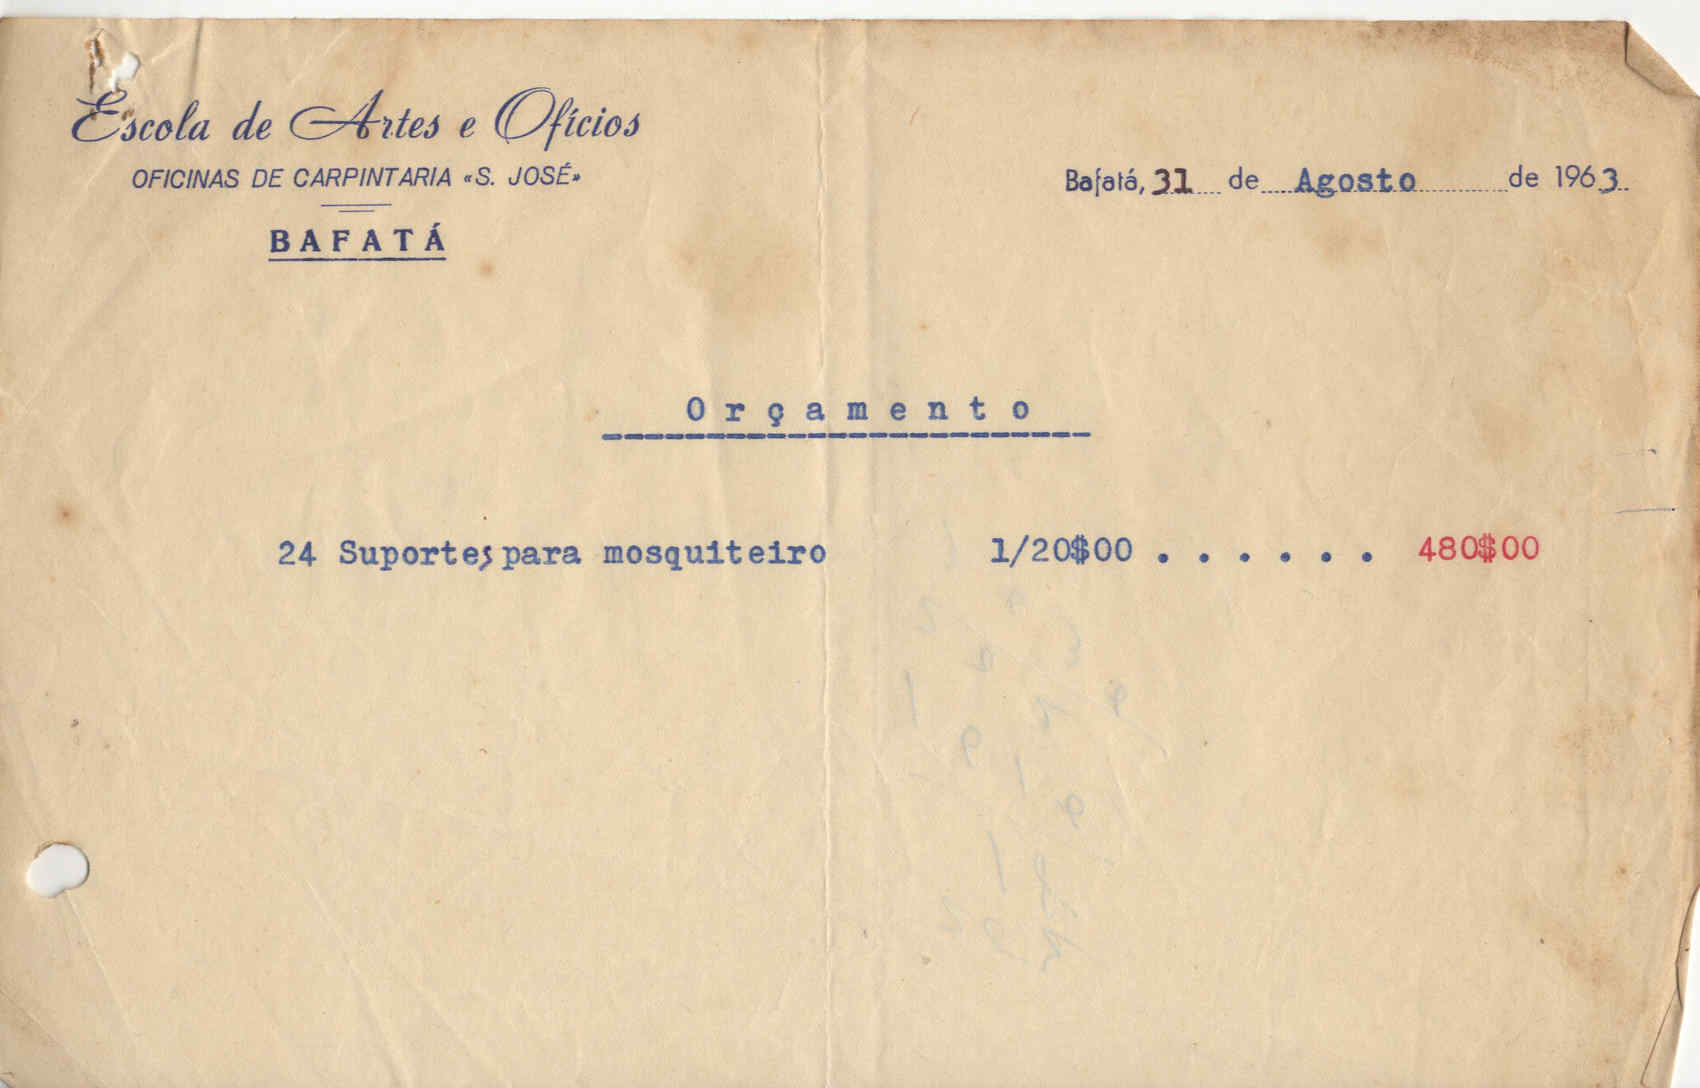 Escola de Artes e Ofícios
OFICINAS DE CARPINTARIA «S. JOSÉ»
BAFATÁ
Bafatá, 31 de Agosto de 1963
Orçamento
24 Suportes para mosquiteiro 1/20$00 . . . . . . 480$00